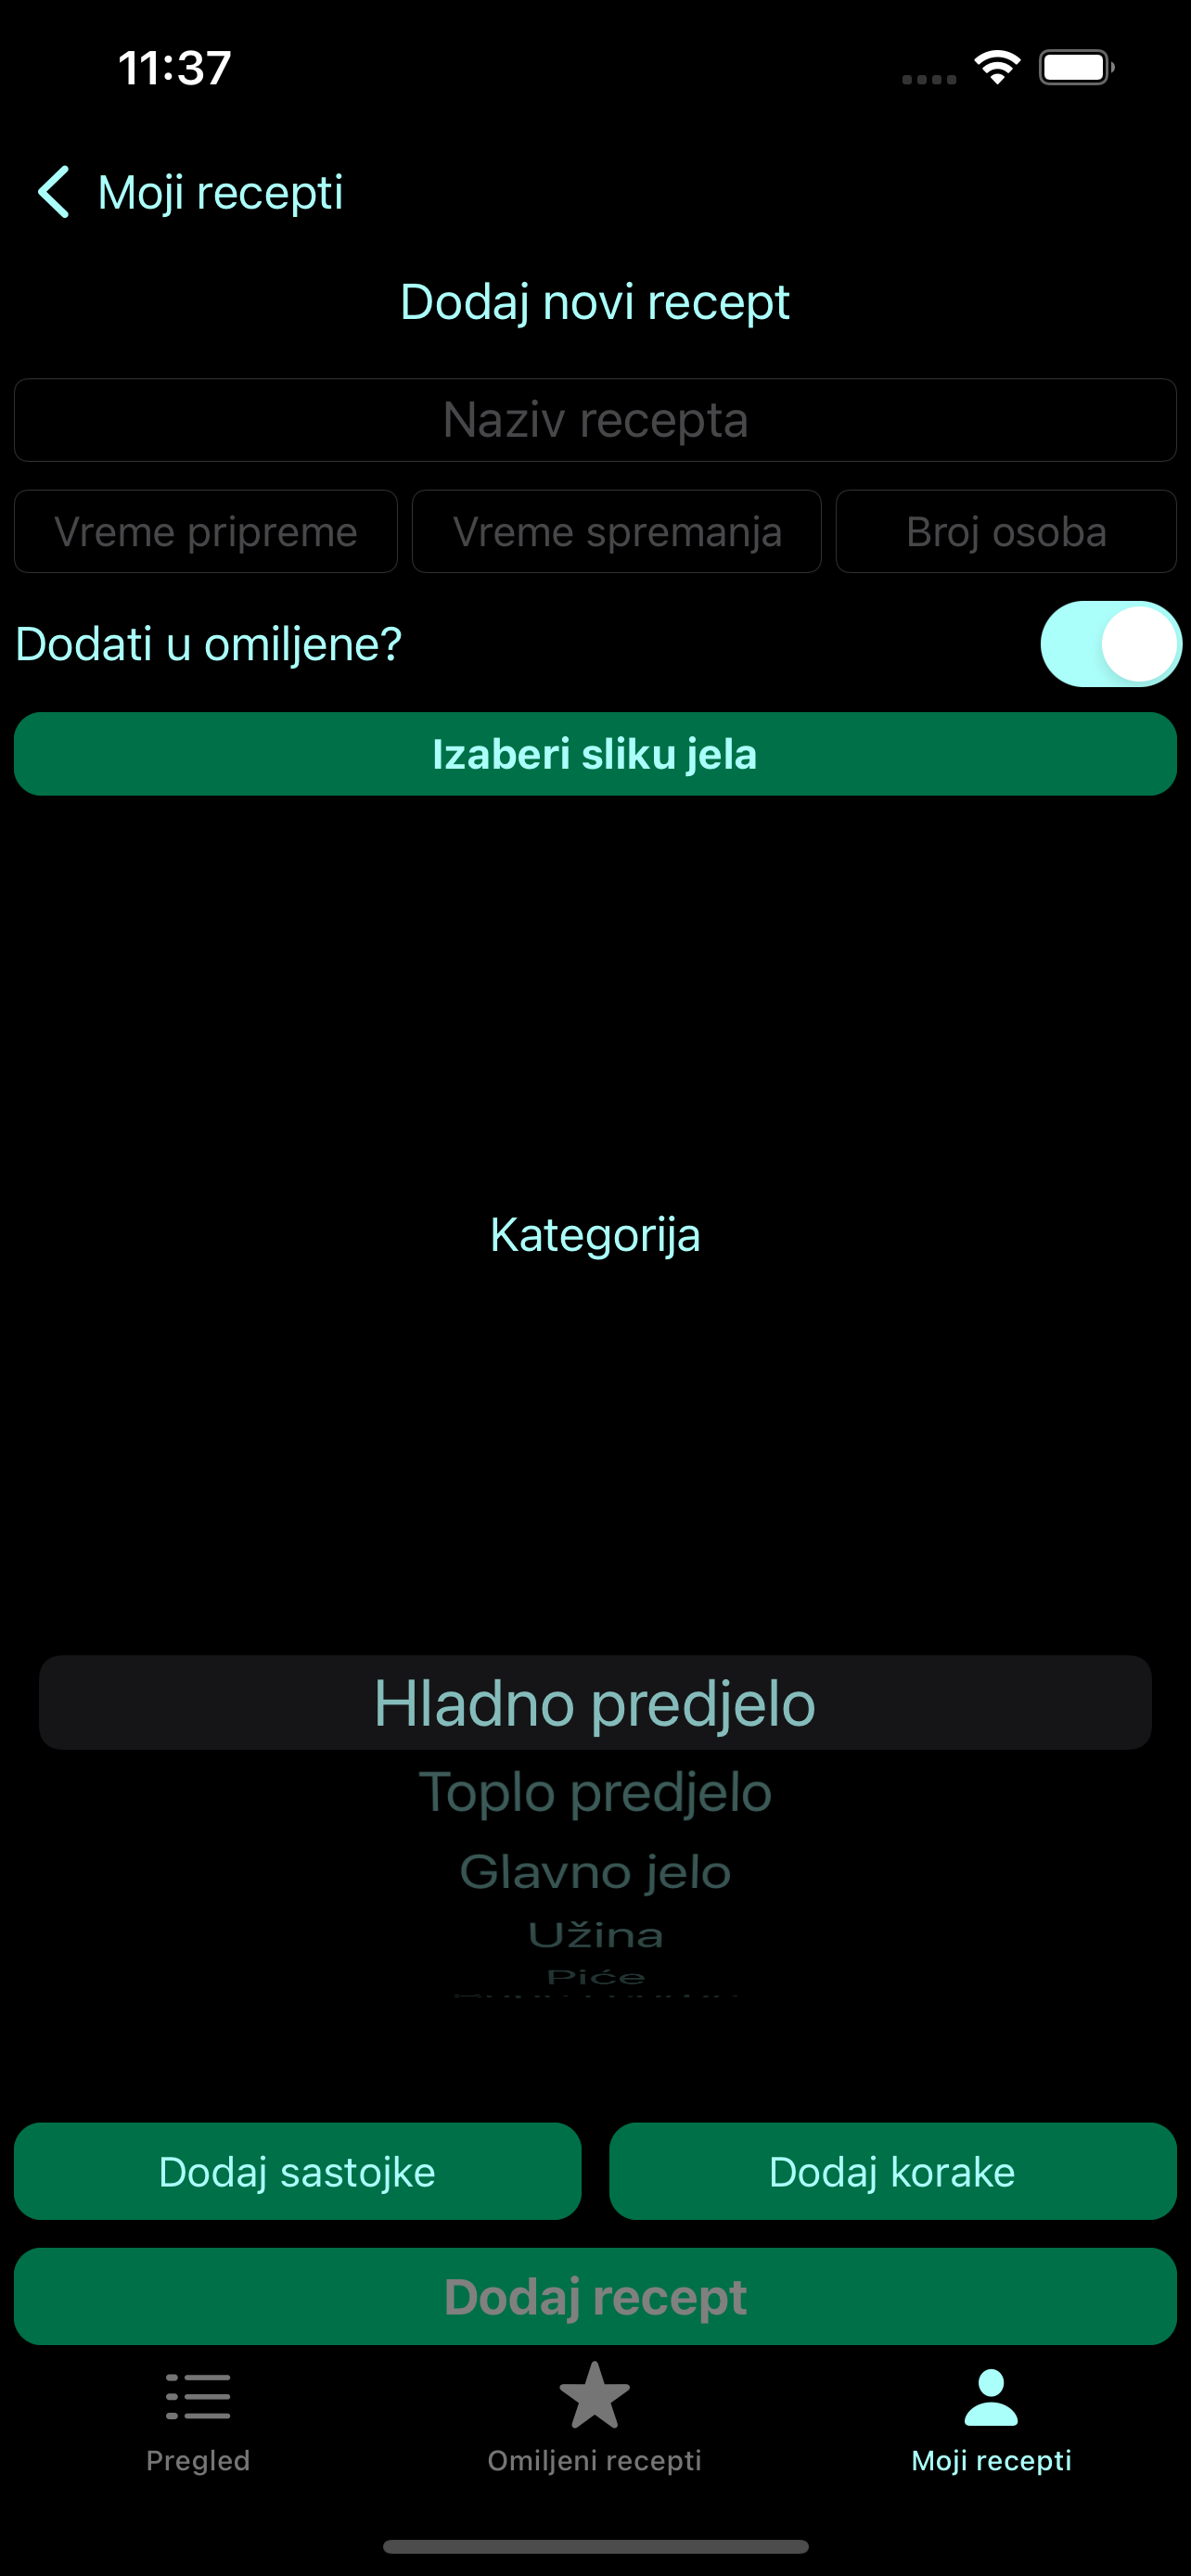 11:37
Moji recepti
Dodaj novi recept
Naziv recepta
Vreme pripreme
Vreme spremanja
Broj osoba
Dodati u omiljene?
Izaberi sliku jela
Kategorija
Hladno predjelo
Toplo predjelo
Glavno jelo
Užina
Piće
Dodaj sastojke
Dodaj korake
Dodaj recept
Pregled
Omiljeni recepti
Moji recepti